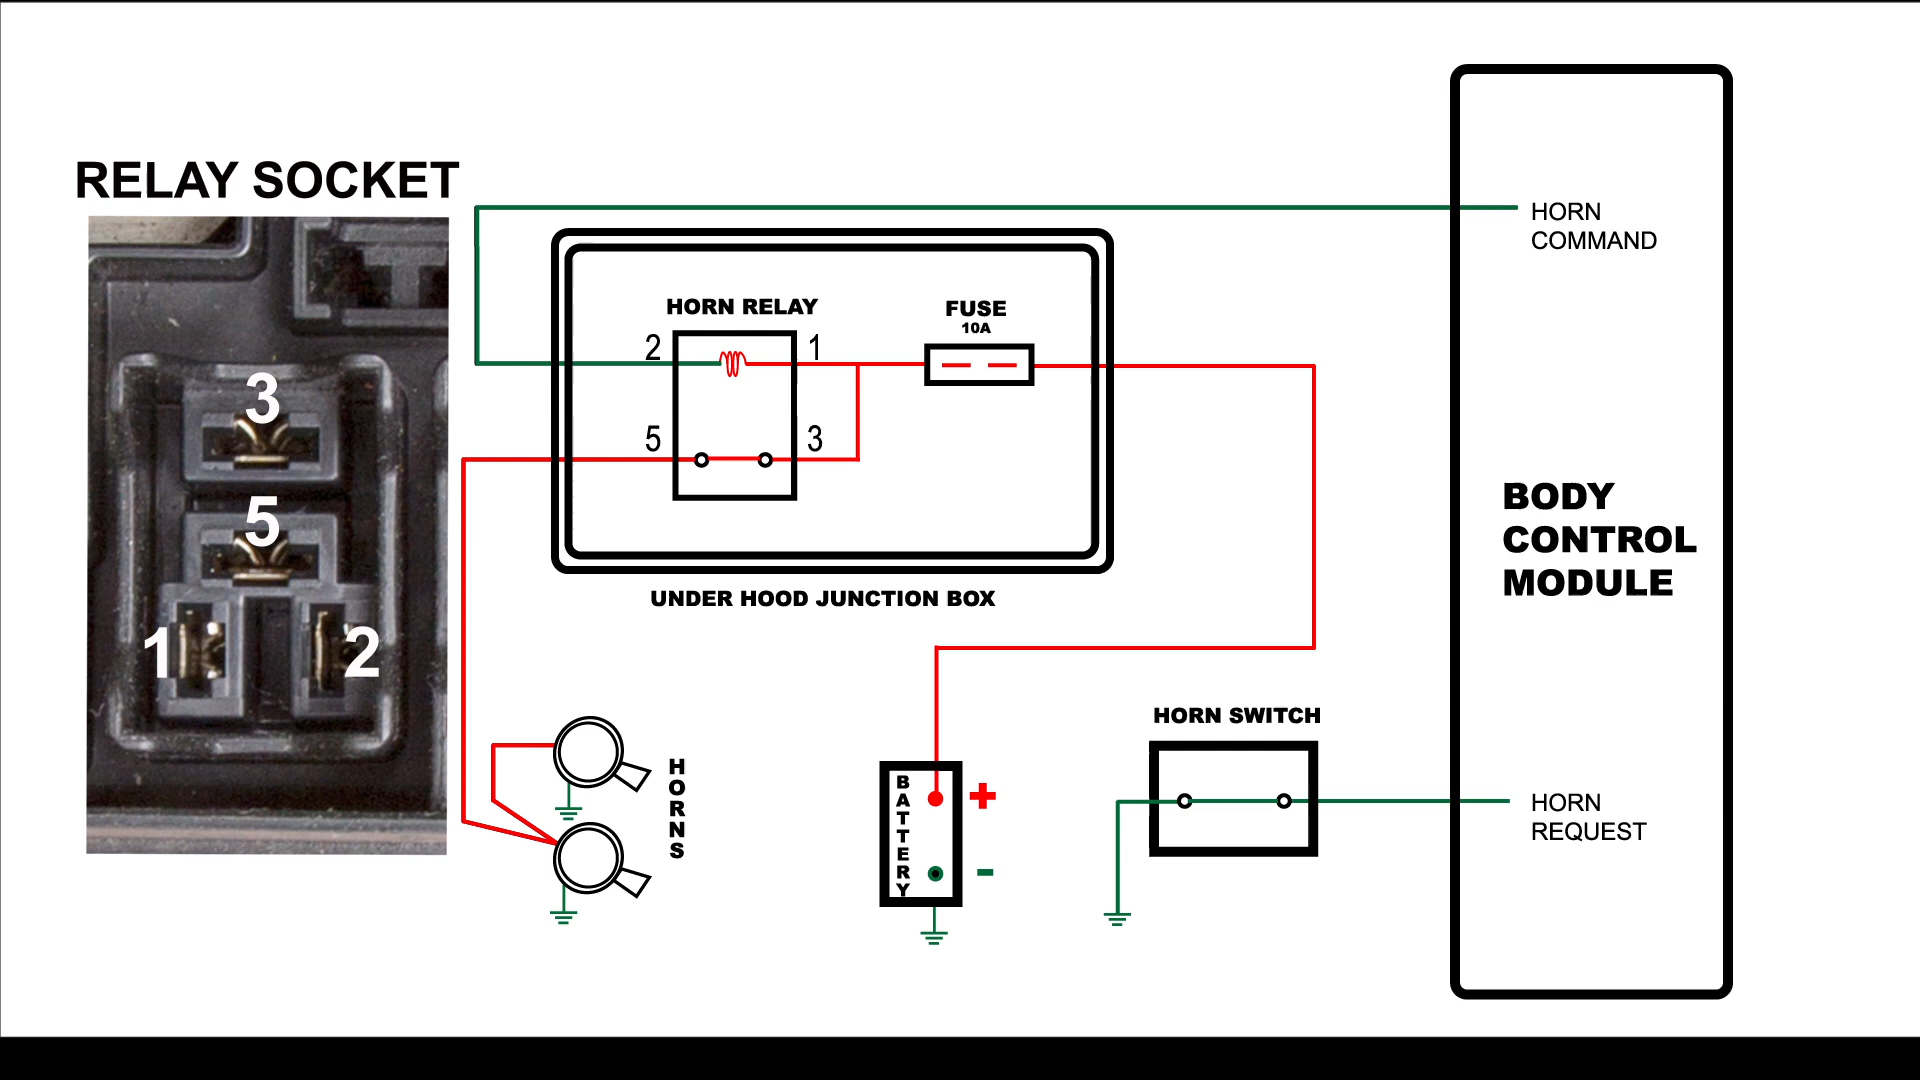 RELAY SOCKET
3
5
1
2
HORN RELAY
2
1
5
3
FUSE
10A
UNDER HOOD JUNCTION BOX
HORNS
BATTERY
+
-
HORN SWITCH
HORN
COMMAND
BODY
CONTROL
MODULE
HORN
REQUEST